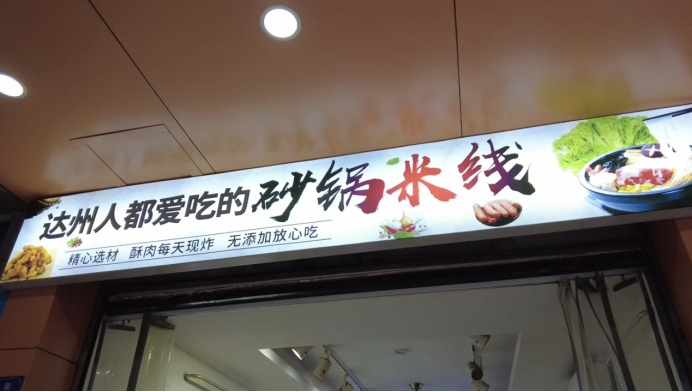 达州人都爱吃的砂锅米线
精心选材 酥肉每天现炸 无添加放心吃